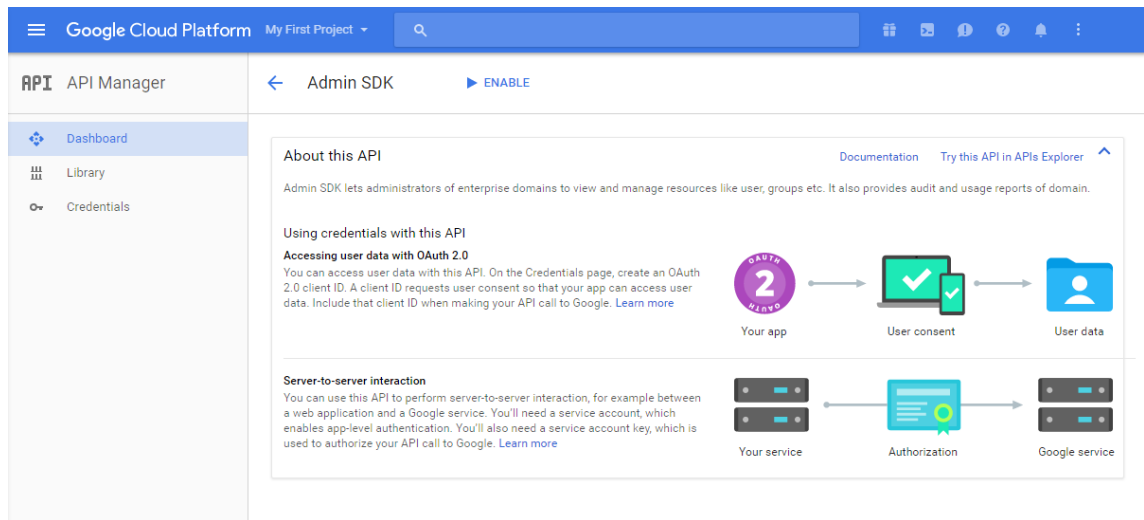 Google Cloud Platform My First Project
API API Manager
Admin SDK ENABLE
Dashboard
Library
Credentials
About this API
Documentation Try this API in APIs Explorer
Admin SDK lets administrators of enterprise domains to view and manage resources like user, groups etc. It also provides audit and usage reports of domain.
Using credentials with this API
Accessing user data with OAuth 2.0
You can access user data with this API. On the Credentials page, create an OAuth
2.0 client ID. A client ID requests user consent so that your app can access user
data. Include that client ID when making your API call to Google. Learn more
OAUTH
2
OAUTH
Your app
User consent
User data
Server-to-server interaction
You can use this API to perform server-to-server interaction, for example between
a web application and a Google service. You'll need a service account, which
enables app-level authentication. You'll also need a service account key, which is
used to authorize your API call to Google. Learn more
Your service
Authorization
Google service